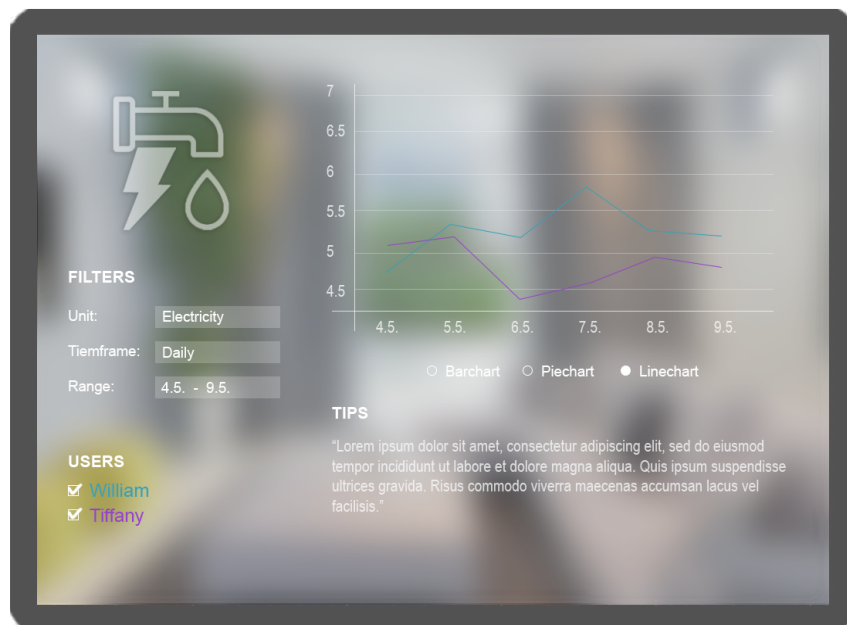 FILTERS
Unit: Electricity
Tiemframe: Daily
Range: 4.5. - 9.5.
USERS
William
Tiffany
7
6.5
6
5.5
5
4.5
4.5. 5.5. 6.5. 7.5. 8.5. 9.5.
Barchart Piechart Linechart
TIPS
“Lorem ipsum dolor sit amet, consectetur adipiscing elit, sed do eiusmod
tempor incididunt ut labore et dolore magna aliqua. Quis ipsum suspendisse
ultrices gravida. Risus commodo viverra maecenas accumsan lacus vel
facilisis.”